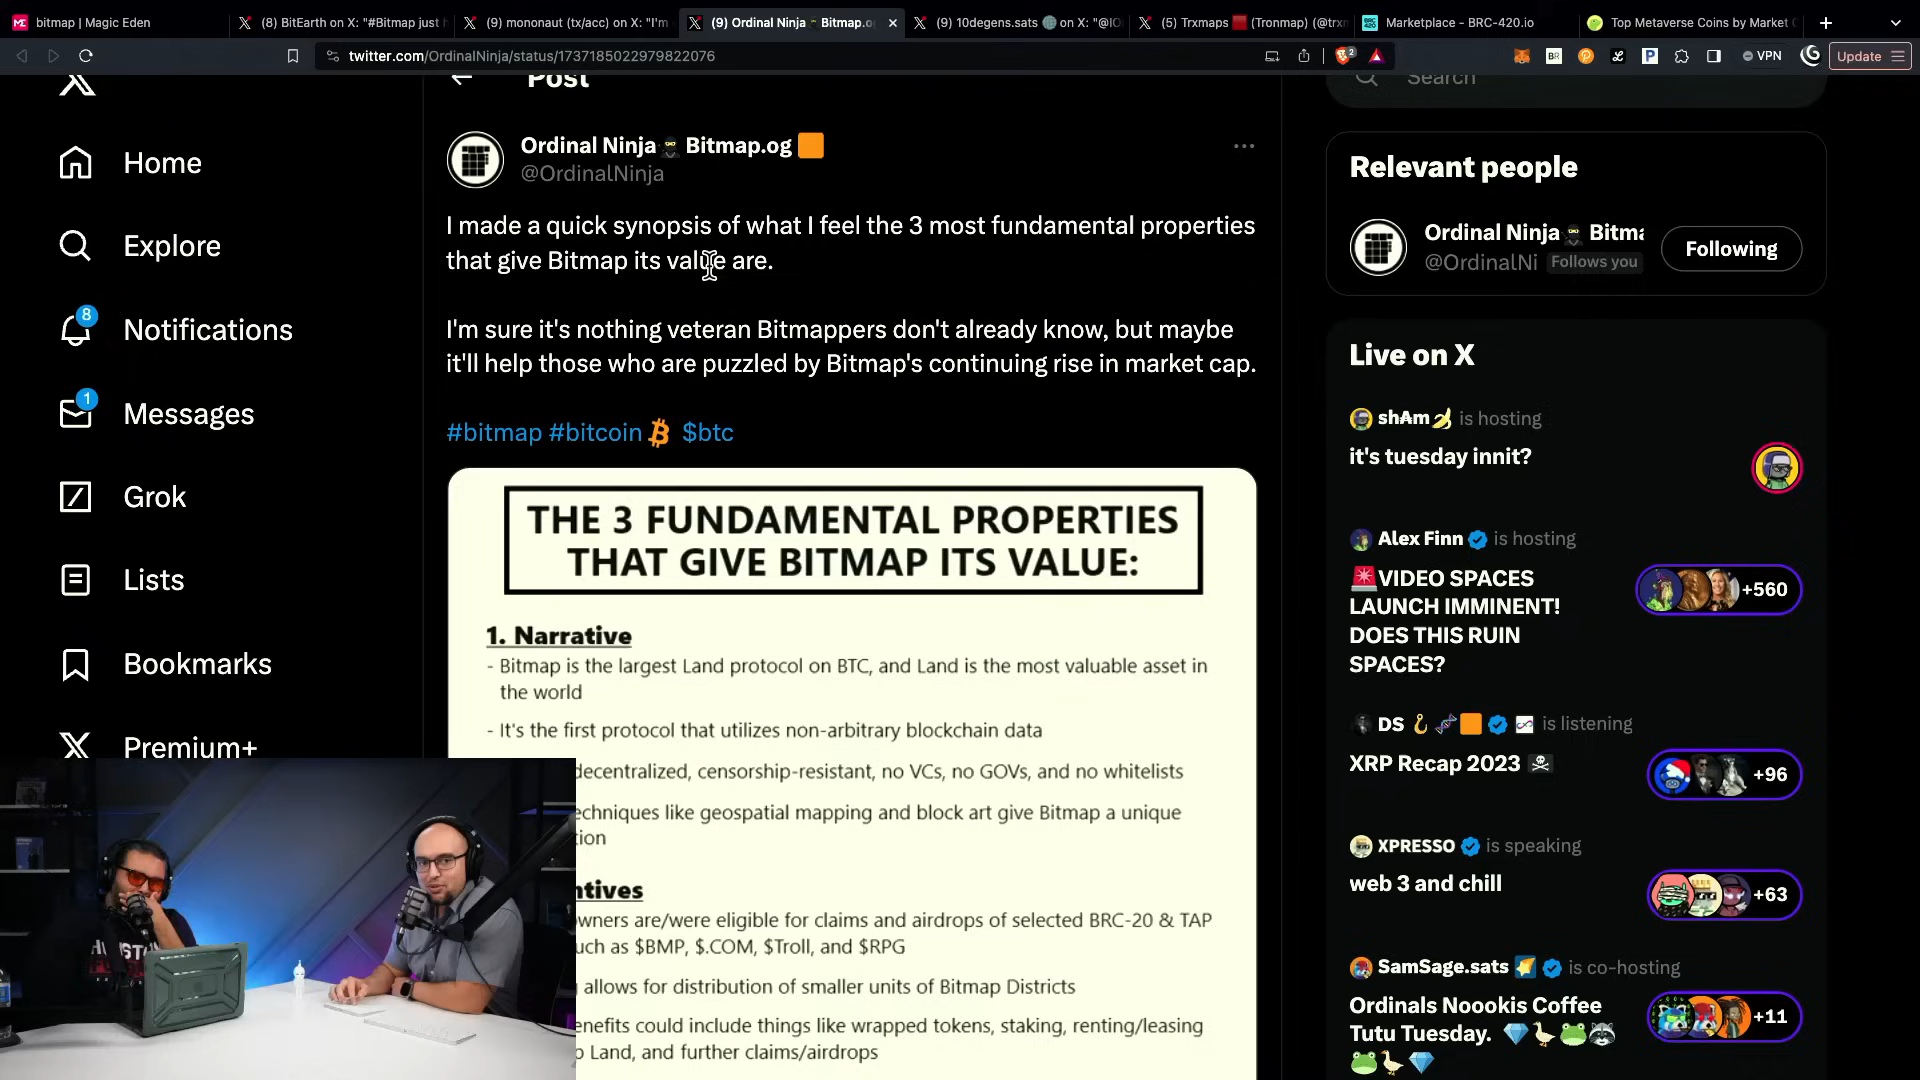 bitmap | Magic Eden
(8) BitEarth on X: "#Bitmap just h
(9) mononaut (tx/acc) on X: "I'm
(9) Ordinal Ninja Bitmap.o
(9) 10degens.sats on X: "@IO
(5) Trxmaps (Tronmap) (@trxm
Marketplace - BRC-420.io
Top Metaverse Coins by Market C
twitter.com/OrdinalNinja/status/1737185022979822076
VPN
Update
Home
Explore
8
Notifications
1
Messages
Grok
Lists
Bookmarks
Premium+
Post
Ordinal Ninja Bitmap.og
@OrdinalNinja
I made a quick synopsis of what I feel the 3 most fundamental properties
that give Bitmap its value are.
I'm sure it's nothing veteran Bitmappers don't already know, but maybe
it'll help those who are puzzled by Bitmap's continuing rise in market cap.
#bitmap #bitcoin $btc
THE 3 FUNDAMENTAL PROPERTIES
THAT GIVE BITMAP ITS VALUE:
1. Narrative
- Bitmap is the largest Land protocol on BTC, and Land is the most valuable asset in
the world
- It's the first protocol that utilizes non-arbitrary blockchain data
decentralized, censorship-resistant, no VCs, no GOVs, and no whitelists
echniques like geospatial mapping and block art give Bitmap a unique
tion
ntives
owners are/were eligible for claims and airdrops of selected BRC-20 & TAP
uch as $BMP, $.COM, $Troll, and $RPG
allows for distribution of smaller units of Bitmap Districts
enefits could include things like wrapped tokens, staking, renting/leasing
Land, and further claims/airdrops
Search
Relevant people
Ordinal Ninja Bitma
@OrdinalNi Follows you
Following
Live on X
shAm is hosting
it's tuesday innit?
Alex Finn is hosting
VIDEO SPACES
LAUNCH IMMINENT!
DOES THIS RUIN
SPACES?
+560
DS is listening
XRP Recap 2023
+96
XPRESSO is speaking
web 3 and chill
+63
SamSage.sats is co-hosting
Ordinals Noookis Coffee
Tutu Tuesday.
+11